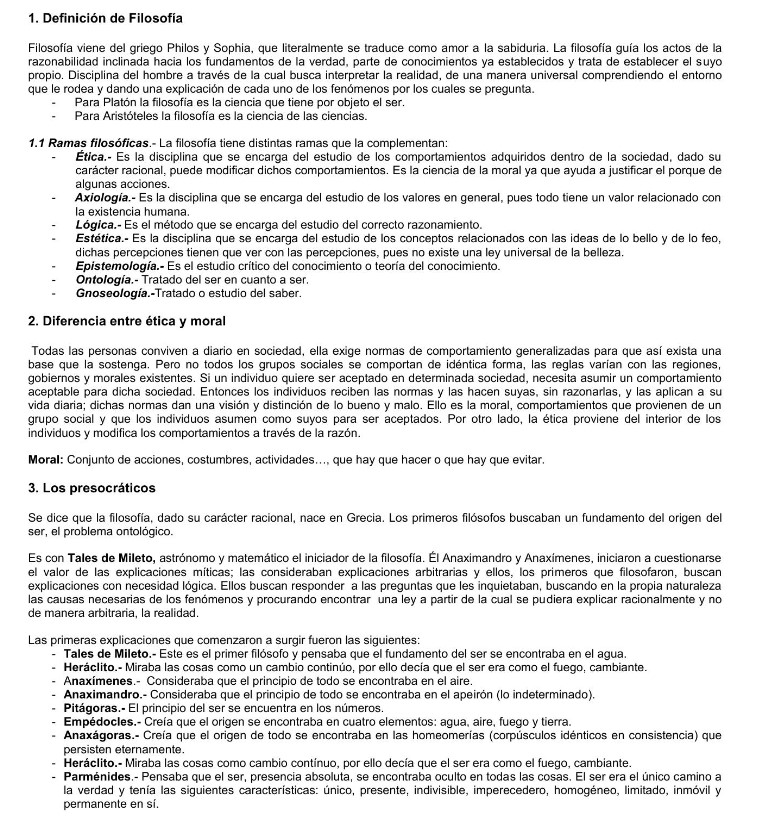 1. Definición de Filosofía
Filosofía viene del griego Philos y Sophia, que literalmente se traduce como amor a la sabiduria. La filosofía guía los actos de la
razonabilidad inclinada hacia los fundamentos de la verdad, parte de conocimientos ya establecidos y trata de establecer el suyo
propio. Disciplina del hombre a través de la cual busca interpretar la realidad, de una manera universal comprendiendo el entorno
que le rodea y dando una explicación de cada uno de los fenómenos por los cuales se pregunta.
- Para Platón la filosofía es la ciencia que tiene por objeto el ser.
- Para Aristóteles la filosofía es la ciencia de las ciencias.
1.1 Ramas filosóficas.- La filosofía tiene distintas ramas que la complementan:
- Ética.- Es la disciplina que se encarga del estudio de los comportamientos adquiridos dentro de la sociedad, dado su
carácter racional, puede modificar dichos comportamientos. Es la ciencia de la moral ya que ayuda a justificar el porque de
algunas acciones.
- Axiología.- Es la disciplina que se encarga del estudio de los valores en general, pues todo tiene un valor relacionado con
la existencia humana.
- Lógica.- Es el método que se encarga del estudio del correcto razonamiento.
- Estética.- Es la disciplina que se encarga del estudio de los conceptos relacionados con las ideas de lo bello y de lo feo,
dichas percepciones tienen que ver con las percepciones, pues no existe una ley universal de la belleza.
- Epistemología.- Es el estudio crítico del conocimiento o teoría del conocimiento.
- Ontología.- Tratado del ser en cuanto a ser.
- Gnoseología.-Tratado o estudio del saber.
2. Diferencia entre ética y moral
Todas las personas conviven a diario en sociedad, ella exige normas de comportamiento generalizadas para que así exista una
base que la sostenga. Pero no todos los grupos sociales se comportan de idéntica forma, las reglas varían con las regiones,
gobiernos y morales existentes. Si un individuo quiere ser aceptado en determinada sociedad, necesita asumir un comportamiento
aceptable para dicha sociedad. Entonces los individuos reciben las normas y las hacen suyas, sin razonarlas, y las aplican a su
vida diaria; dichas normas dan una visión y distinción de lo bueno y malo. Ello es la moral, comportamientos que provienen de un
grupo social y que los individuos asumen como suyos para ser aceptados. Por otro lado, la ética proviene del interior de los
individuos y modifica los comportamientos a través de la razón.
Moral: Conjunto de acciones, costumbres, actividades…, que hay que hacer o que hay que evitar.
3. Los presocráticos
Se dice que la filosofía, dado su carácter racional, nace en Grecia. Los primeros filósofos buscaban un fundamento del origen del
ser, el problema ontológico.
Es con Tales de Mileto, astrónomo y matemático el iniciador de la filosofía. Él Anaximandro y Anaxímenes, iniciaron a cuestionarse
el valor de las explicaciones míticas; las consideraban explicaciones arbitrarias y ellos, los primeros que filosofaron, buscan
explicaciones con necesidad lógica. Ellos buscan responder a las preguntas que les inquietaban, buscando en la propia naturaleza
las causas necesarias de los fenómenos y procurando encontrar una ley a partir de la cual se pudiera explicar racionalmente y no
de manera arbitraria, la realidad.
Las primeras explicaciones que comenzaron a surgir fueron las siguientes:
- Tales de Mileto.- Este es el primer filósofo y pensaba que el fundamento del ser se encontraba en el agua.
- Heráclito.- Miraba las cosas como un cambio continúo, por ello decía que el ser era como el fuego, cambiante.
- Anaxímenes.- Consideraba que el principio de todo se encontraba en el aire.
- Anaximandro.- Consideraba que el principio de todo se encontraba en el apeirón (lo indeterminado).
- Pitágoras.- El principio del ser se encuentra en los números.
- Empédocles.- Creía que el origen se encontraba en cuatro elementos: agua, aire, fuego y tierra.
- Anaxágoras.- Creía que el origen de todo se encontraba en las homeomerías (corpúsculos idénticos en consistencia) que
persisten eternamente.
- Heráclito.- Miraba las cosas como cambio contínuo, por ello decía que el ser era como el fuego, cambiante.
- Parménides.- Pensaba que el ser, presencia absoluta, se encontraba oculto en todas las cosas. El ser era el único camino a
la verdad y tenía las siguientes características: único, presente, indivisible, imperecedero, homogéneo, limitado, inmóvil y
permanente en sí.